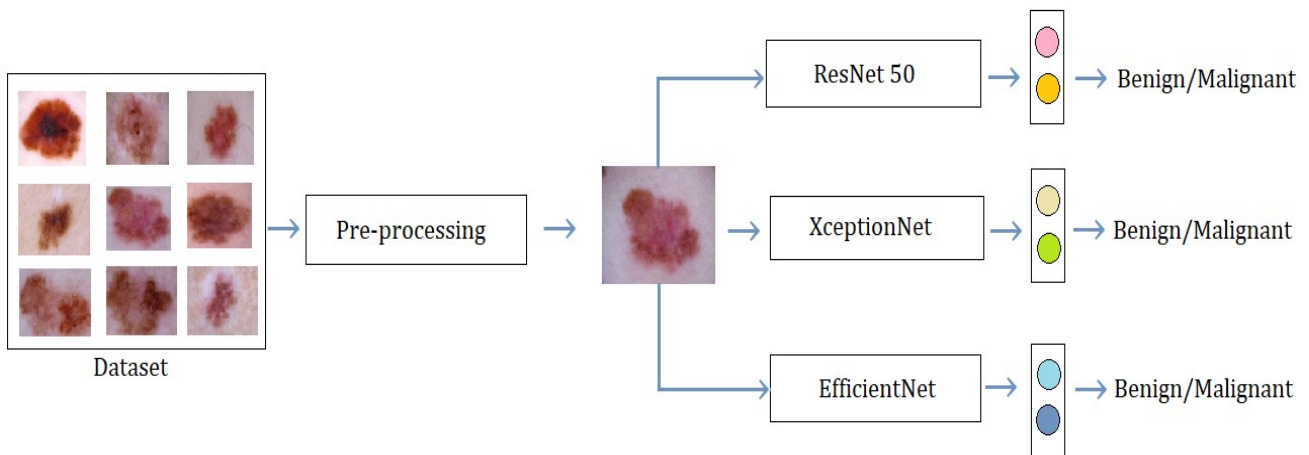 Dataset
Pre-processing
ResNet 50
Benign/Malignant
XceptionNet
Benign/Malignant
EfficientNet
Benign/Malignant